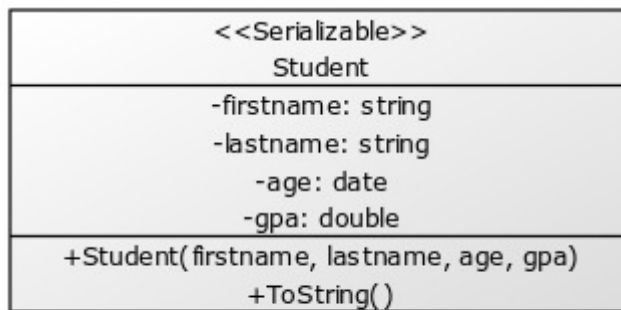 <<Serializable>>
Student
-firstname: string
-lastname: string
-age: date
-gpa: double
+Student(firstname, lastname, age, gpa)
+ToString()